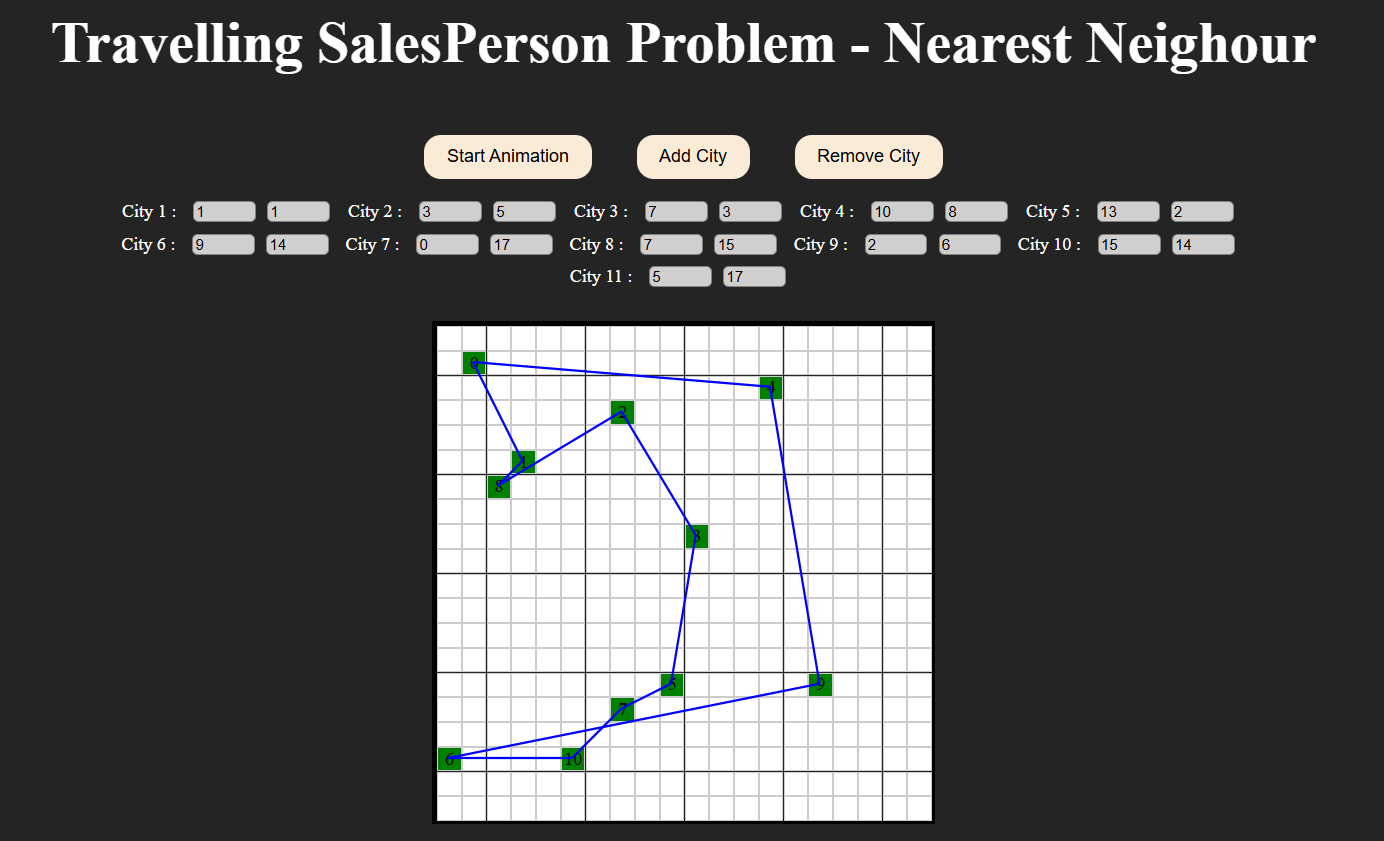 Travelling SalesPerson Problem - Nearest Neighour
Start Animation Add City Remove City
City 1 : 1 1 City 2 : 3 5 City 3 : 7 3 City 4 : 10 8 City 5 : 13 2
City 6 : 9 14 City 7 : 0 17 City 8 : 7 15 City 9 : 2 6 City 10 : 15 14
City 11 : 5 17
0
4
2
1
8
3
5 9
7
6 10